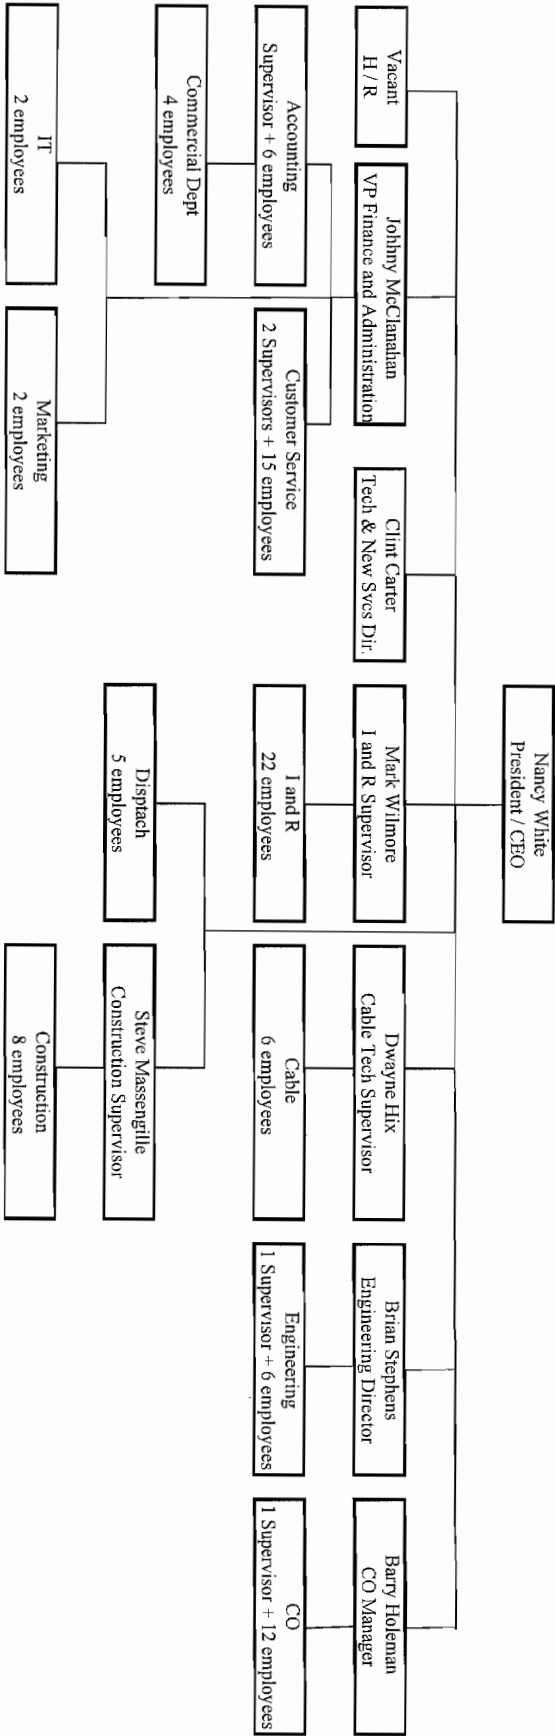 Nancy White
President / CEO
Vacant
H / R
Johhny McClanahan
VP Finance and Administration
Clint Carter
Tech & New Svcs Dir.
Mark Wilmore
I and R Supervisor
Dwayne Hix
Cable Tech Supervisor
Brian Stephens
Engineering Director
Barry Holeman
CO Manager
Accounting
Supervisor + 6 employees
Customer Service
2 Supervisors + 15 employees
I and R
22 employees
Cable
6 employees
Engineering
1 Supervisor + 6 employees
CO
1 Supervisor + 12 employees
Commercial Dept
4 employees
Disptach
5 employees
Steve Massengille
Construction Supervisor
IT
2 employees
Marketing
2 employees
Construction
8 employees